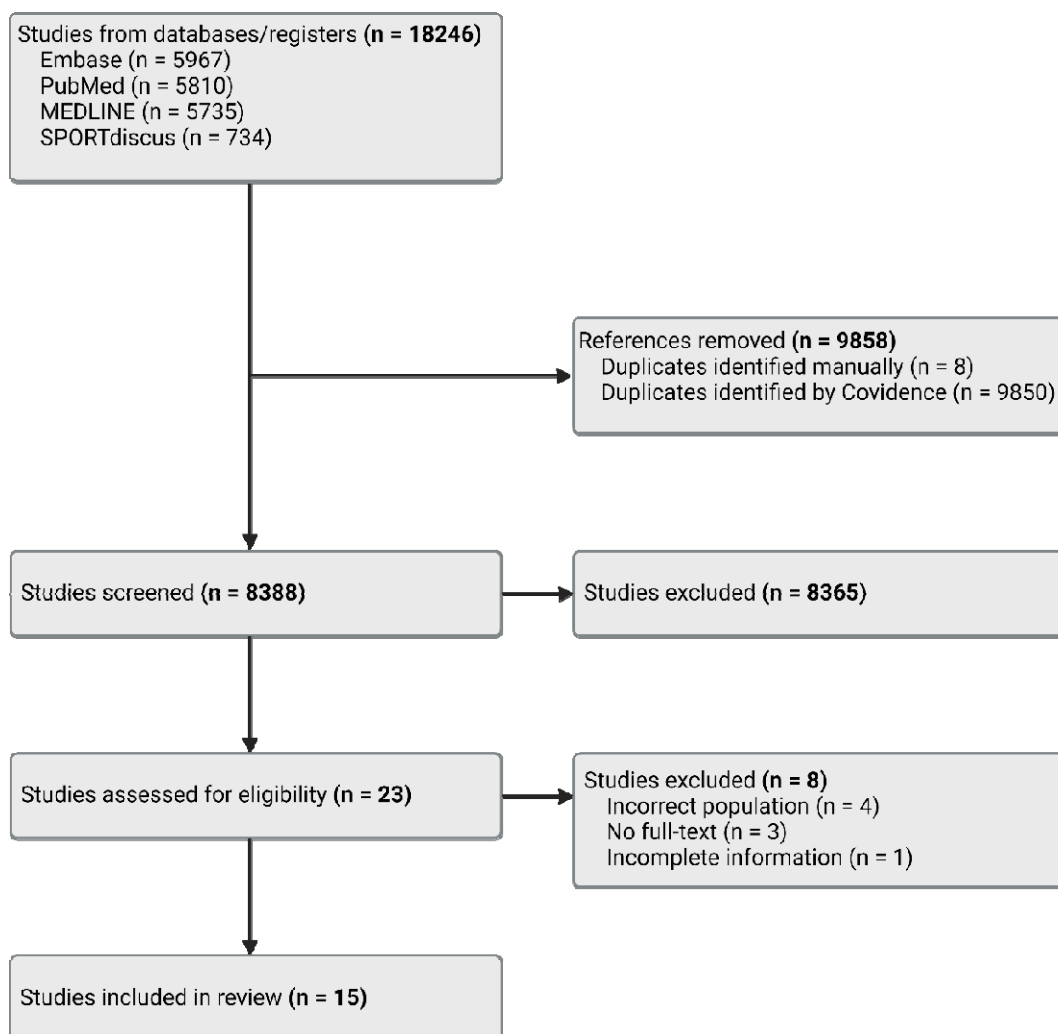 Studies from databases/registers (n = 18246)
Embase (n = 5967)
PubMed (n = 5810)
MEDLINE (n = 5735)
SPORTdiscus (n = 734)
References removed (n = 9858)
Duplicates identified manually (n = 8)
Duplicates identified by Covidence (n = 9850)
Studies screened (n = 8388)
Studies excluded (n = 8365)
Studies assessed for eligibility (n = 23)
Studies excluded (n = 8)
Incorrect population (n = 4)
No full-text (n = 3)
Incomplete information (n = 1)
Studies included in review (n = 15)